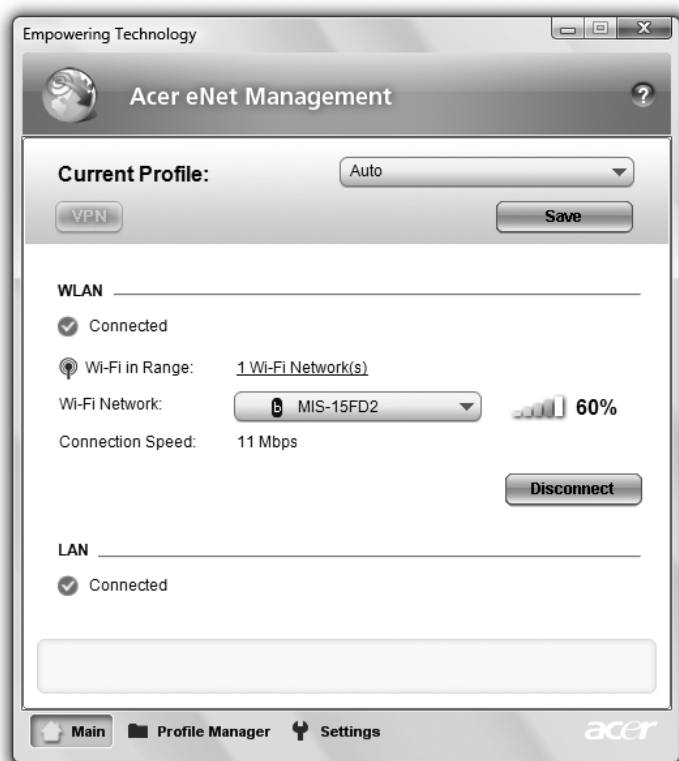 Empowering Technology
Acer eNet Management
?
Current Profile:
Auto
VPN
Save
WLAN
Connected
Wi-Fi in Range:
1 Wi-Fi Network(s)
Wi-Fi Network:
b MIS-15FD2
60%
Connection Speed:
11 Mbps
Disconnect
LAN
Connected
Main
Profile Manager
Settings
acer